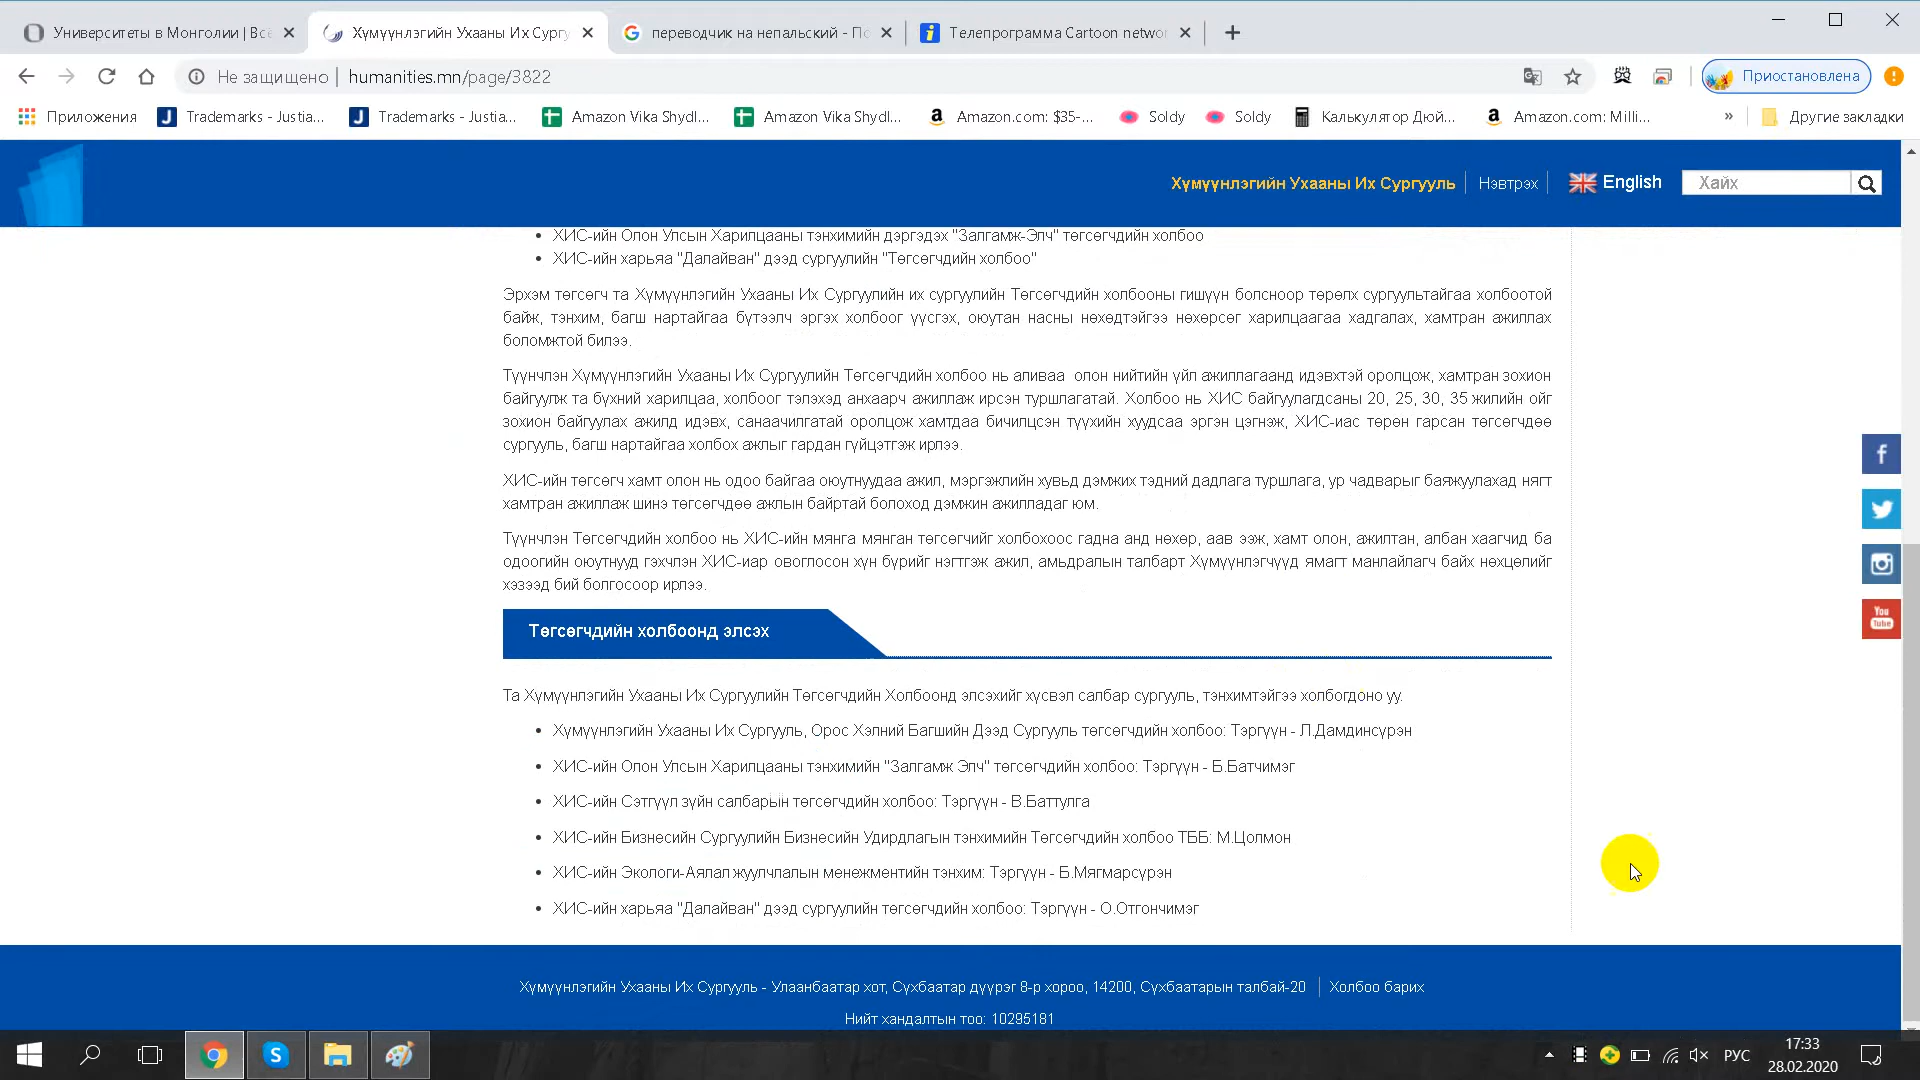 Университеты в Монголии | Всё
Хүмүүнлэгийн Ухааны Их Сургу
переводчик на непальский - По
Телепрограмма Cartoon networ
Не защищено | humanities.mn/page/3822
Приостановлена
Приложения
Trademarks - Justia...
Trademarks - Justia...
Amazon Vika Shydl...
Amazon Vika Shydl...
Amazon.com: $35-...
Soldy
Soldy
Калькулятор Дюй...
Amazon.com: Milli...
»
Другие закладки
Хүмүүнлэгийн Ухааны Их Сургууль
Нэвтрэх
English
Хайх
• ХИС-ийн Олон Улсын Харилцааны тэнхимийн дэргэдэх "Залгамж-Элч" төгсөгчдийн холбоо
• ХИС-ийн харьяа "Далайван" дээд сургуулийн "Төгсөгчдийн холбоо"
Эрхэм төгсөгч та Хүмүүнлэгийн Ухааны Их Сургуулийн их сургуулийн Төгсөгчдийн холбооны гишүүн болсноор төрөлх сургуультайгаа холбоотой
байж, тэнхим, багш нартайгаа бүтээлч эргэх холбоог үүсгэх, оюутан насны нөхөдтэйгээ нөхөрсөг харилцаагаа хадгалах, хамтран ажиллах
боломжтой билээ.
Түүнчлэн Хүмүүнлэгийн Ухааны Их Сургуулийн Төгсөгчдийн холбоо нь аливаа олон нийтийн үйл ажиллагаанд идэвхтэй оролцож, хамтран зохион
байгуулж та бүхний харилцаа, холбоог тэлэхэд анхаарч ажиллаж ирсэн туршлагатай. Холбоо нь ХИС байгуулагдсаны 20, 25, 30, 35 жилийн ойг
зохион байгуулах ажилд идэвх, санаачилгатай оролцож хамтдаа бичилцсэн түүхийн хуудсаа эргэн цэгнэж, ХИС-иас төрөн гарсан төгсөгчдөө
сургууль, багш нартайгаа холбох ажлыг гардан гүйцэтгэж ирлээ.
ХИС-ийн төгсөгч хамт олон нь одоо байгаа оюутнуудаа ажил, мэргэжлийн хувьд дэмжих тэдний дадлага туршлага, ур чадварыг баяжуулахад нягт
хамтран ажиллаж шинэ төгсөгчдөө ажлын байртай болоход дэмжин ажилладаг юм.
Түүнчлэн Төгсөгчдийн холбоо нь ХИС-ийн мянга мянган төгсөгчийг холбохоос гадна анд нөхөр, аав ээж, хамт олон, ажилтан, албан хаагчид ба
одоогийн оюутнууд гэхчлэн ХИС-иар овоглосон хүн бүрийг нэгтгэж ажил, амьдралын талбарт Хүмүүнлэгчүүд ямагт манлайлагч байх нөхцөлийг
хэзээд бий болгосоор ирлээ.
Төгсөгчдийн холбоонд элсэх
Та Хүмүүнлэгийн Ухааны Их Сургуулийн Төгсөгчдийн Холбоонд элсэхийг хүсвэл салбар сургууль, тэнхимтэйгээ холбогдоно уу.
• Хүмүүнлэгийн Ухааны Их Сургууль, Орос Хэлний Багшийн Дээд Сургууль төгсөгчдийн холбоо: Тэргүүн - Л.Дамдинсүрэн
• ХИС-ийн Олон Улсын Харилцааны тэнхимийн "Залгамж Элч" төгсөгчдийн холбоо: Тэргүүн - Б.Батчимэг
• ХИС-ийн Сэтгүүл зүйн салбарын төгсөгчдийн холбоо: Тэргүүн - В.Баттулга
• ХИС-ийн Бизнесийн Сургуулийн Бизнесийн Удирдлагын тэнхимийн Төгсөгчдийн холбоо ТББ: М.Цолмон
• ХИС-ийн Экологи-Аялал жуулчлалын менежментийн тэнхим: Тэргүүн - Б.Мягмарсүрэн
• ХИС-ийн харьяа "Далайван" дээд сургуулийн төгсөгчдийн холбоо: Тэргүүн - О.Отгончимэг
You
Tube
Хүмүүнлэгийн Ухааны Их Сургууль - Улаанбаатар хот, Сүхбаатар дүүрэг 8-р хороо, 14200, Сүхбаатарын талбай-20 | Холбоо барих
Нийт хандалтын тоо: 10295181
РУС
17:33
28.02.2020